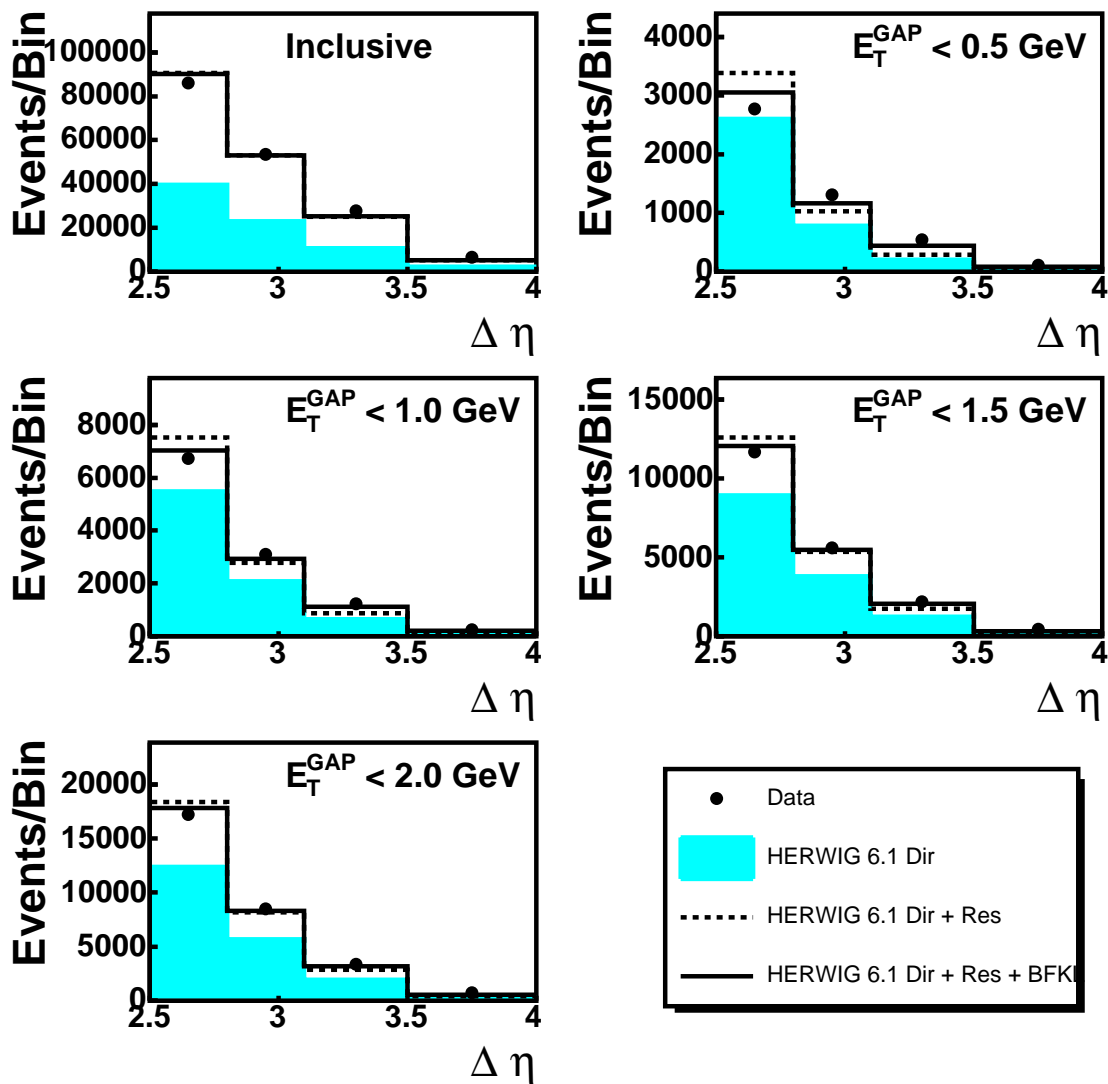 Inclusive
Events/Bin
100000
80000
60000
40000
20000
0
2.5 3 3.5 4
Δ η
E_T^GAP < 0.5 GeV
Events/Bin
4000
3000
2000
1000
0
2.5 3 3.5 4
Δ η
E_T^GAP < 1.0 GeV
Events/Bin
8000
6000
4000
2000
0
2.5 3 3.5 4
Δ η
E_T^GAP < 1.5 GeV
Events/Bin
15000
10000
5000
0
2.5 3 3.5 4
Δ η
E_T^GAP < 2.0 GeV
Events/Bin
20000
15000
10000
5000
0
2.5 3 3.5 4
Δ η
Data
HERWIG 6.1 Dir
HERWIG 6.1 Dir + Res
HERWIG 6.1 Dir + Res + BFKL